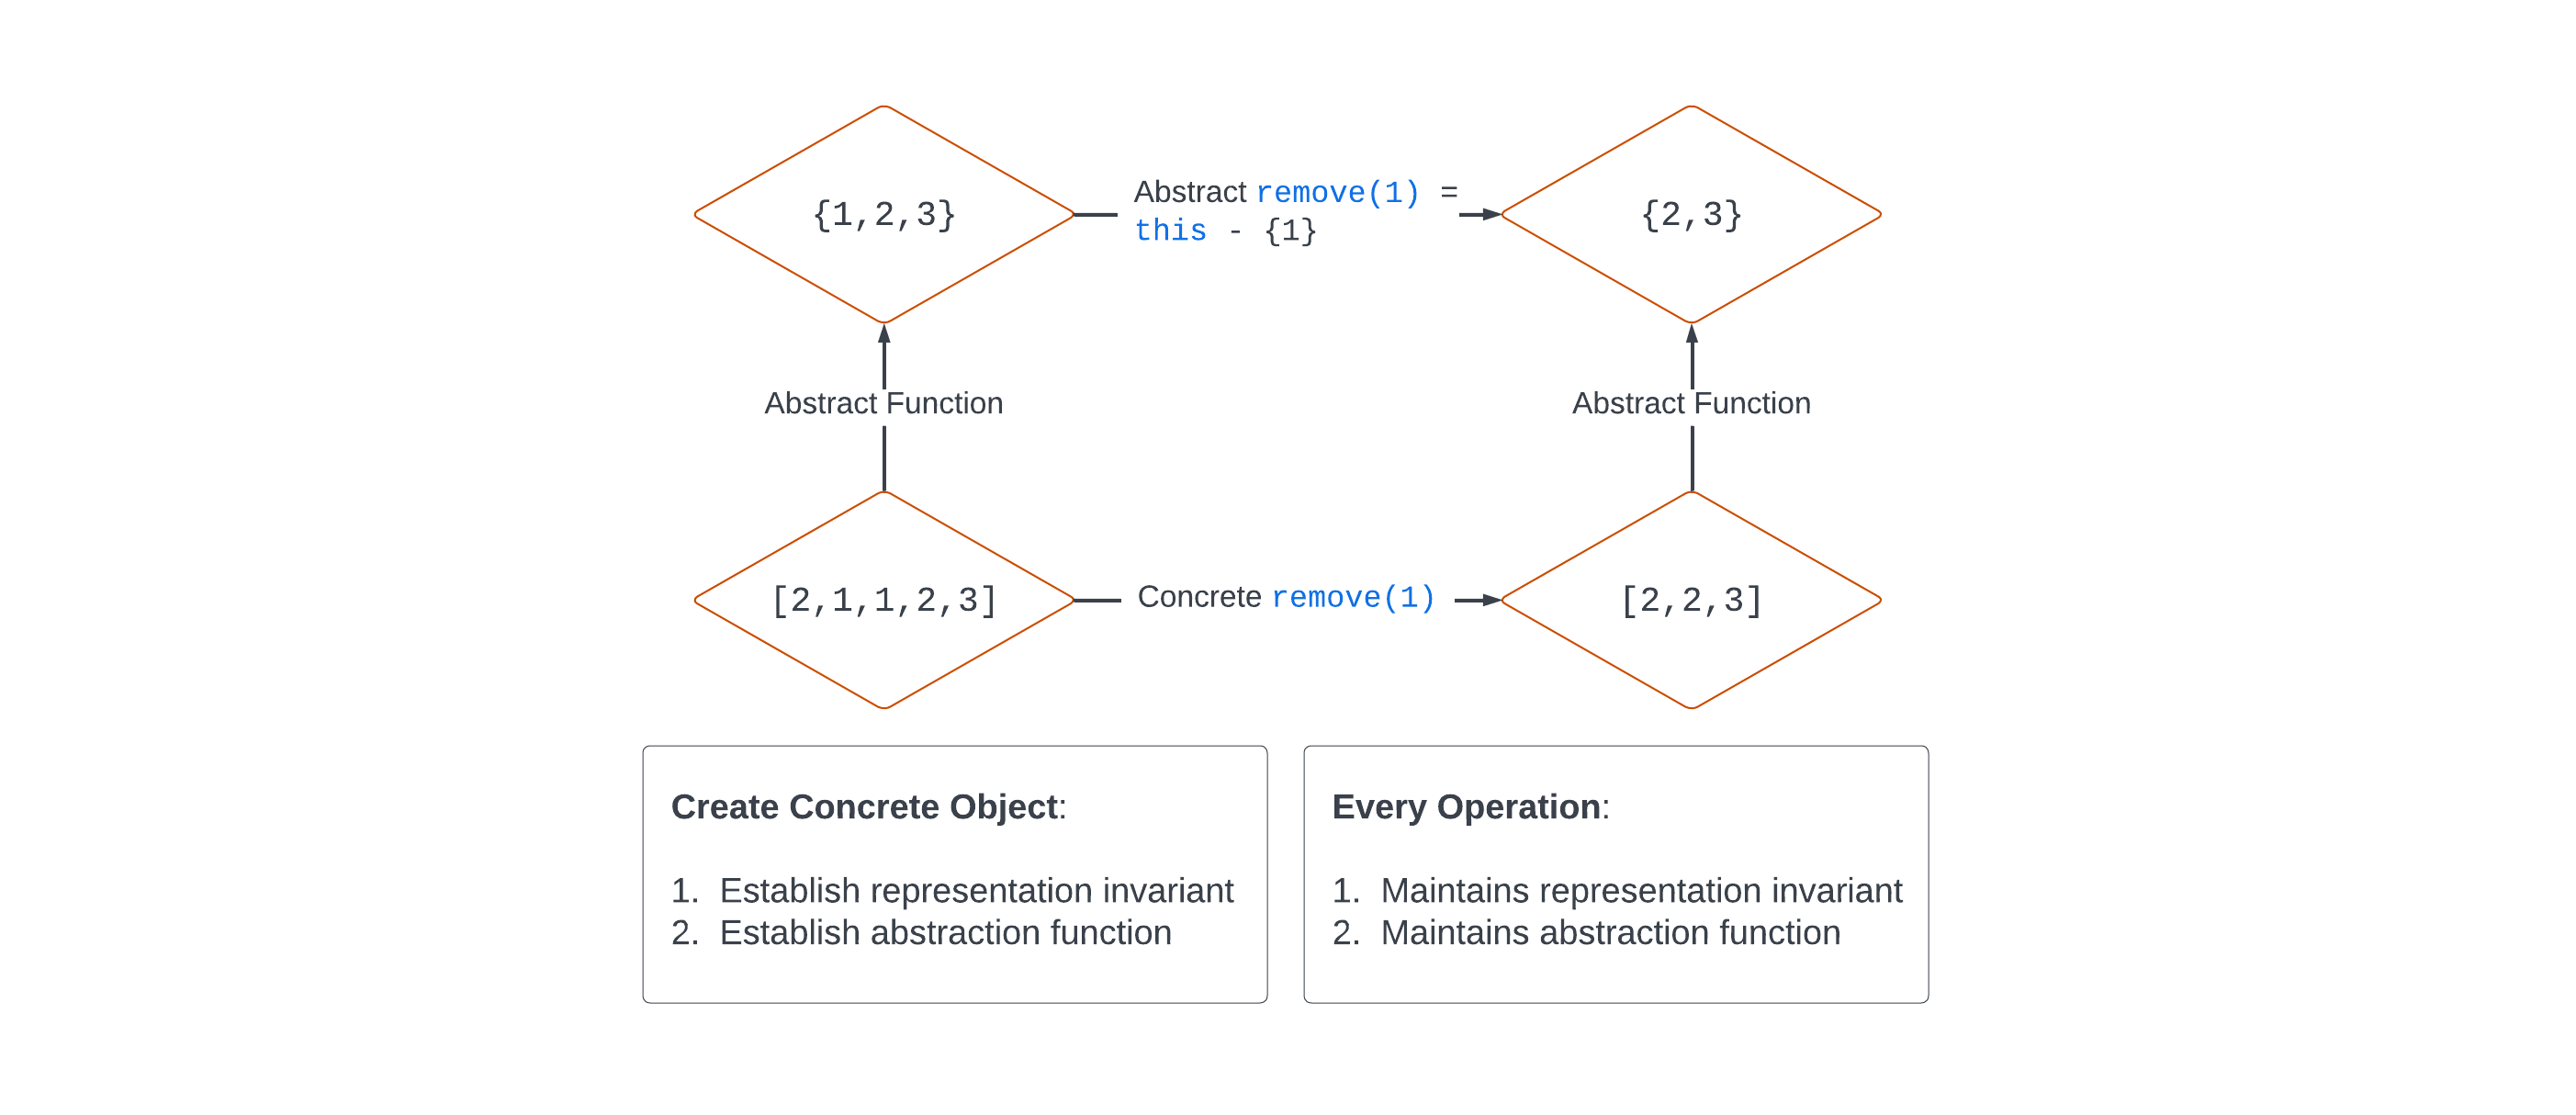 {1,2,3}
Abstract remove(1) =
this - {1}
{2,3}
Abstract Function
Abstract Function
[2,1,1,2,3]
Concrete remove(1)
[2,2,3]
Create Concrete Object:
1. Establish representation invariant
2. Establish abstraction function
Every Operation:
1. Maintains representation invariant
2. Maintains abstraction function